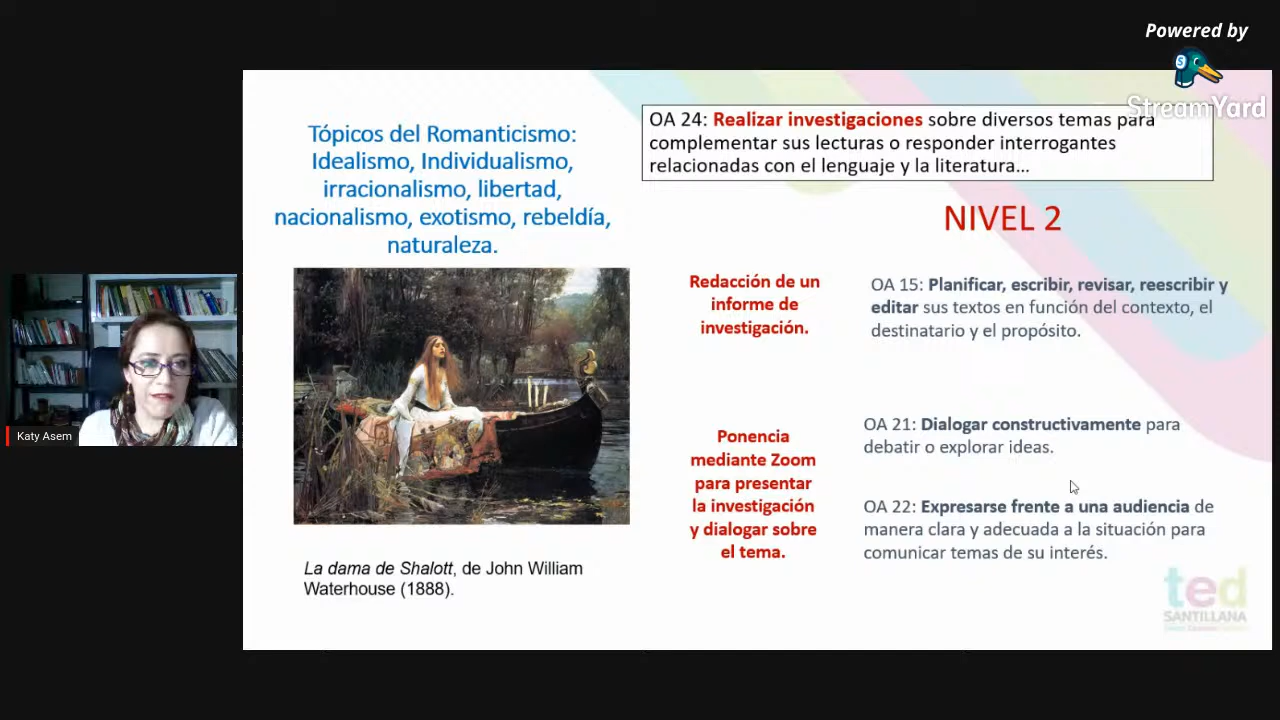 Powered by
StreamYard
Tópicos del Romanticismo:
Idealismo, Individualismo,
irracionalismo, libertad,
nacionalismo, exotismo, rebeldía,
naturaleza.
OA 24: Realizar investigaciones sobre diversos temas para
complementar sus lecturas o responder interrogantes
relacionadas con el lenguaje y la literatura...
NIVEL 2
Redacción de un
informe de
investigación.
OA 15: Planificar, escribir, revisar, reescribir y
editar sus textos en función del contexto, el
destinatario y el propósito.
Ponencia
mediante Zoom
para presentar
la investigación
y dialogar sobre
el tema.
OA 21: Dialogar constructivamente para
debatir o explorar ideas.
OA 22: Expresarse frente a una audiencia de
manera clara y adecuada a la situación para
comunicar temas de su interés.
La dama de Shalott, de John William
Waterhouse (1888).
Katy Asem
ted
SANTILLANA